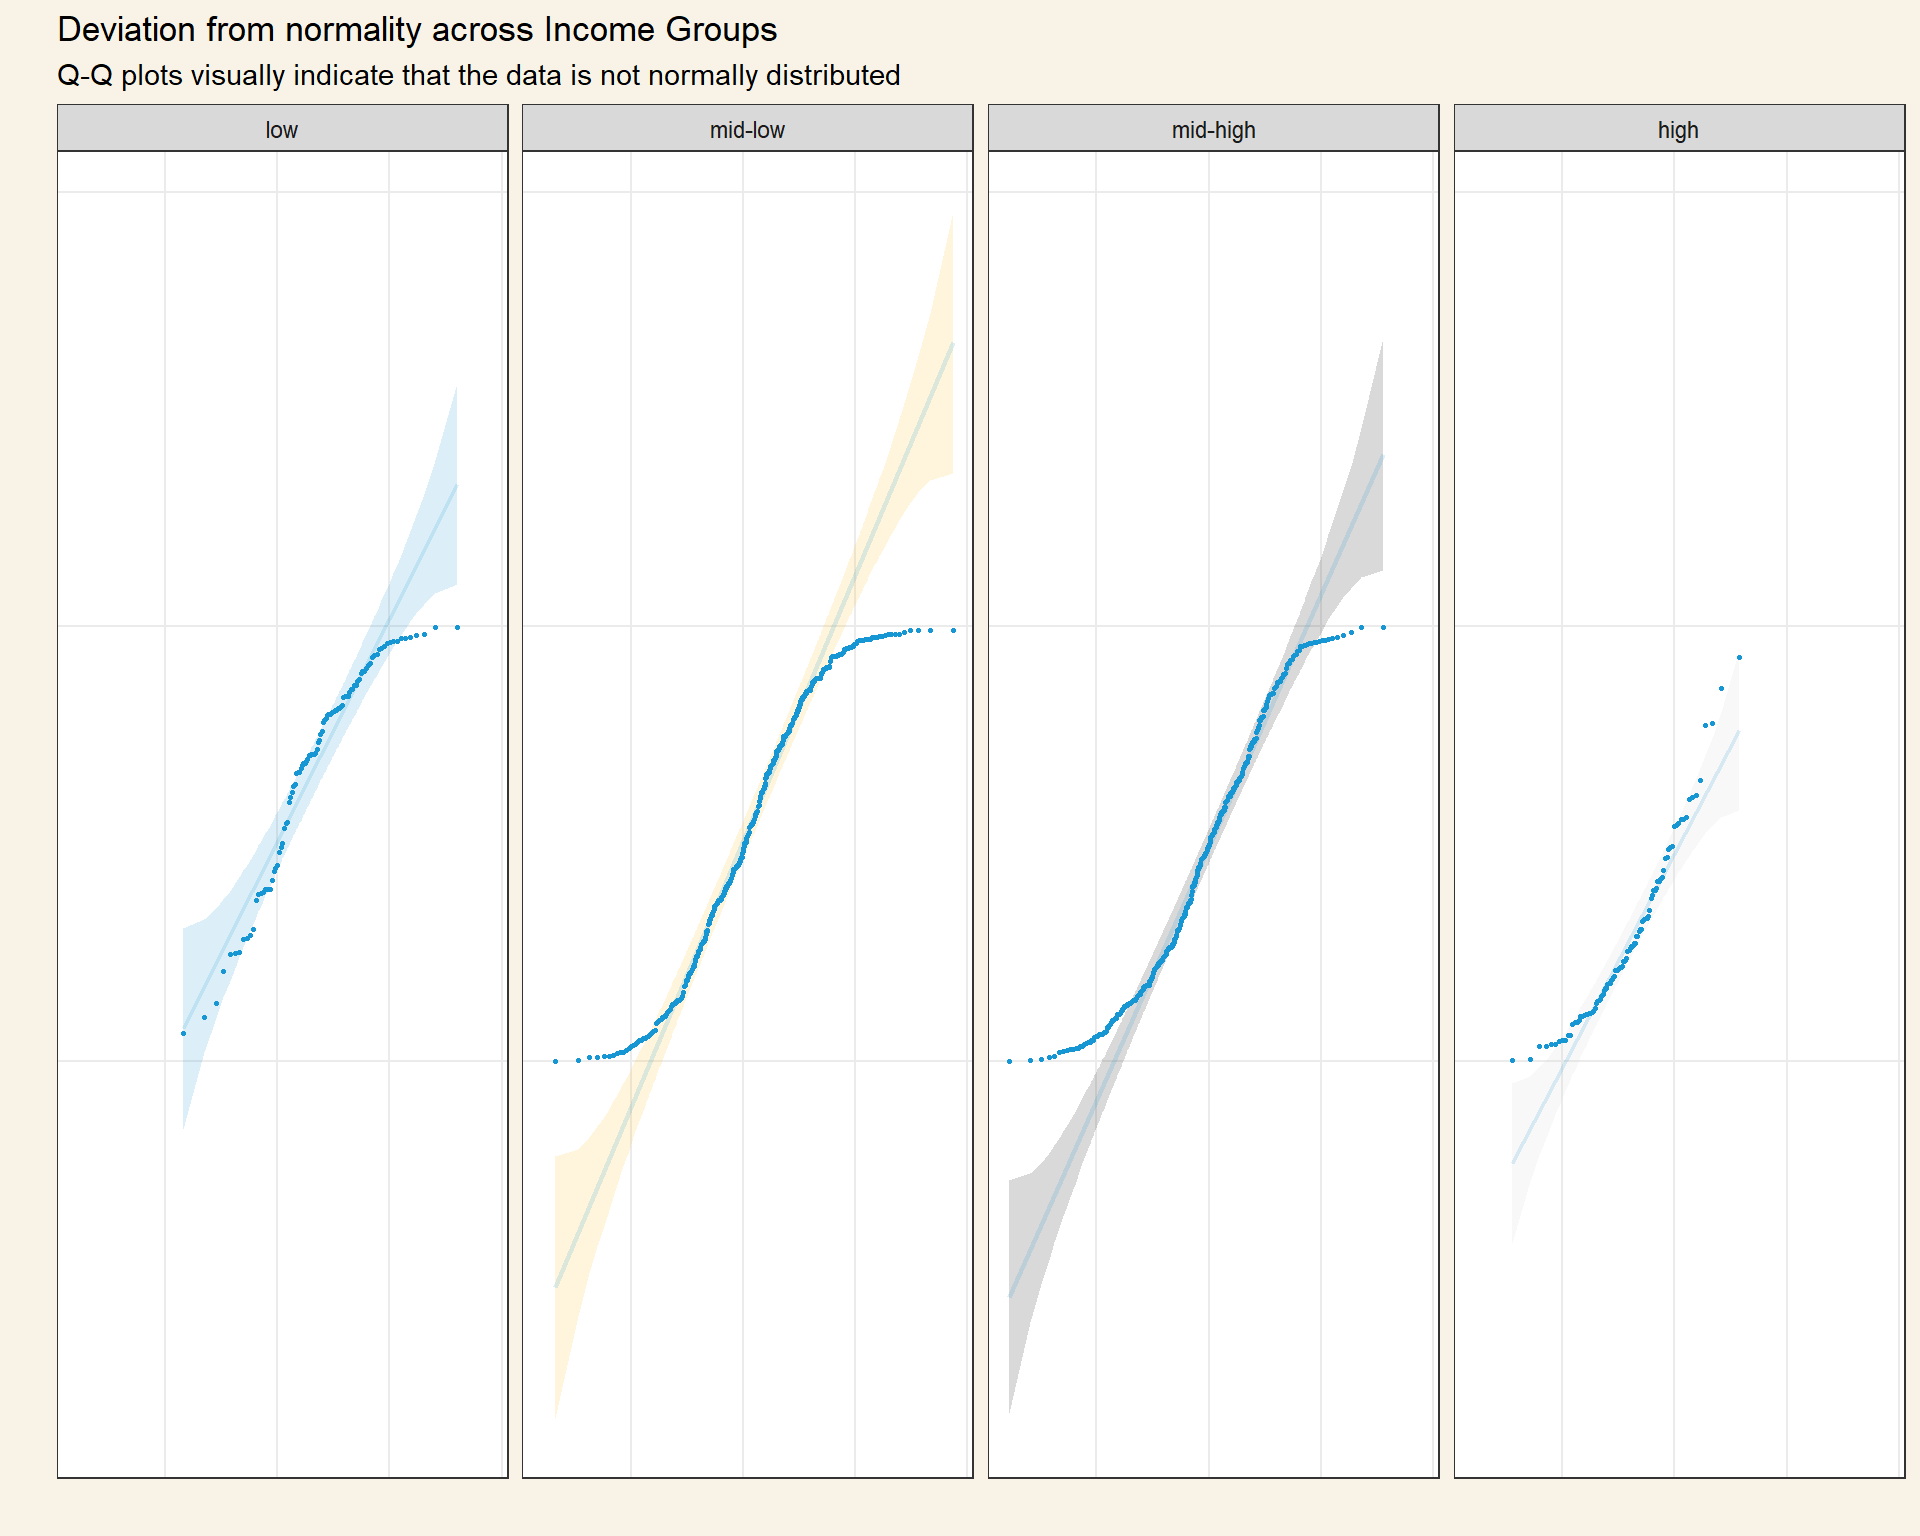 Deviation from normality across Income Groups
Q-Q plots visually indicate that the data is not normally distributed
low
mid-low
mid-high
high